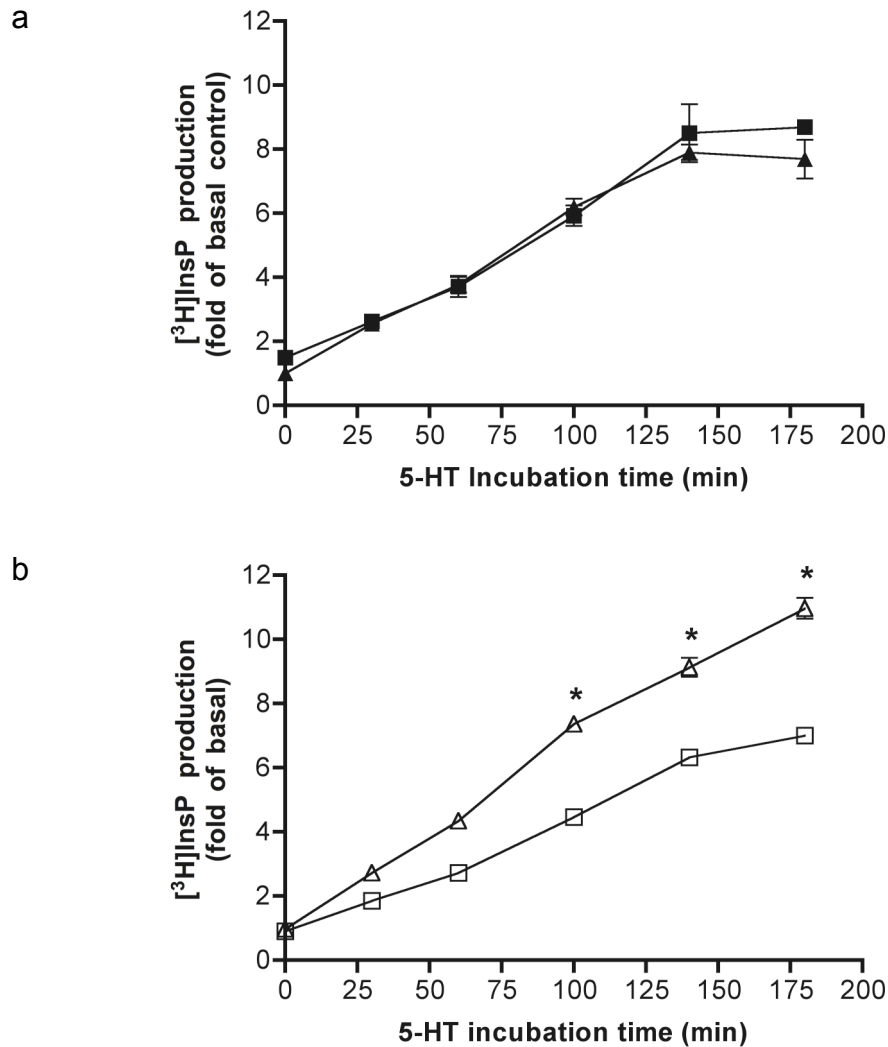 a
[³H]InsP production
(fold of basal control)
12
10
8
6
4
2
0
0 25 50 75 100 125 150 175 200
5-HT Incubation time (min)
b
[³H]InsP production
(fold of basal)
12
10
8
6
4
2
0
* * *
0 25 50 75 100 125 150 175 200
5-HT incubation time (min)